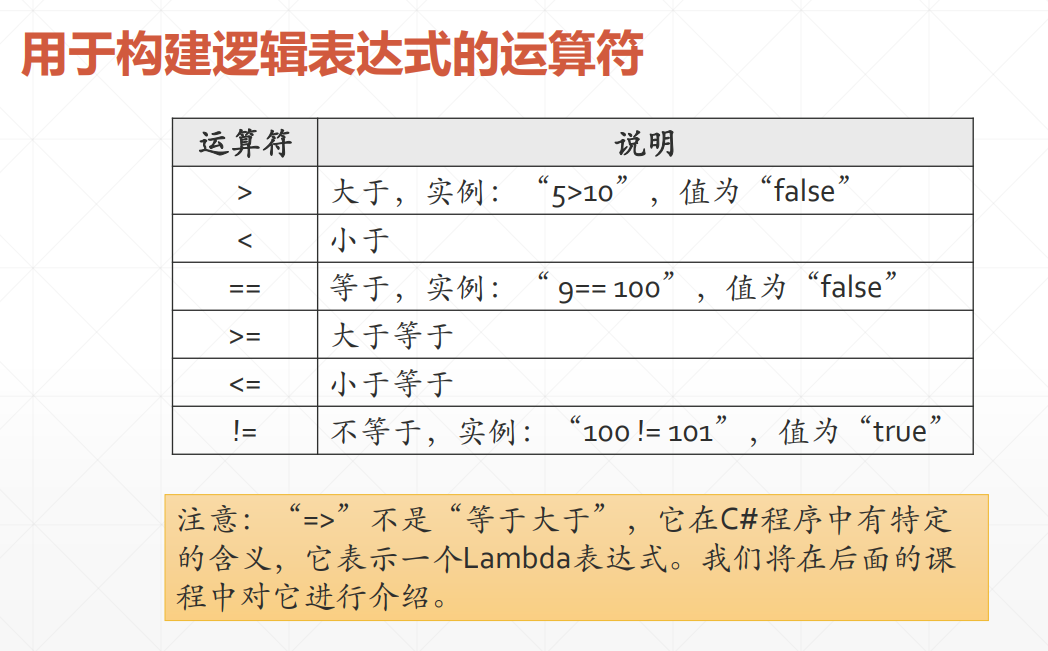 用于构建逻辑表达式的运算符
运算符 说明
> 大于，实例：“5>10”，值为“false”
< 小于
== 等于，实例：“ 9== 100”，值为“false”
>= 大于等于
<= 小于等于
!= 不等于，实例：“100 != 101”，值为“true”
注意：“=>”不是“等于大于”，它在C#程序中有特定
的含义，它表示一个Lambda表达式。我们将在后面的课
程中对它进行介绍。